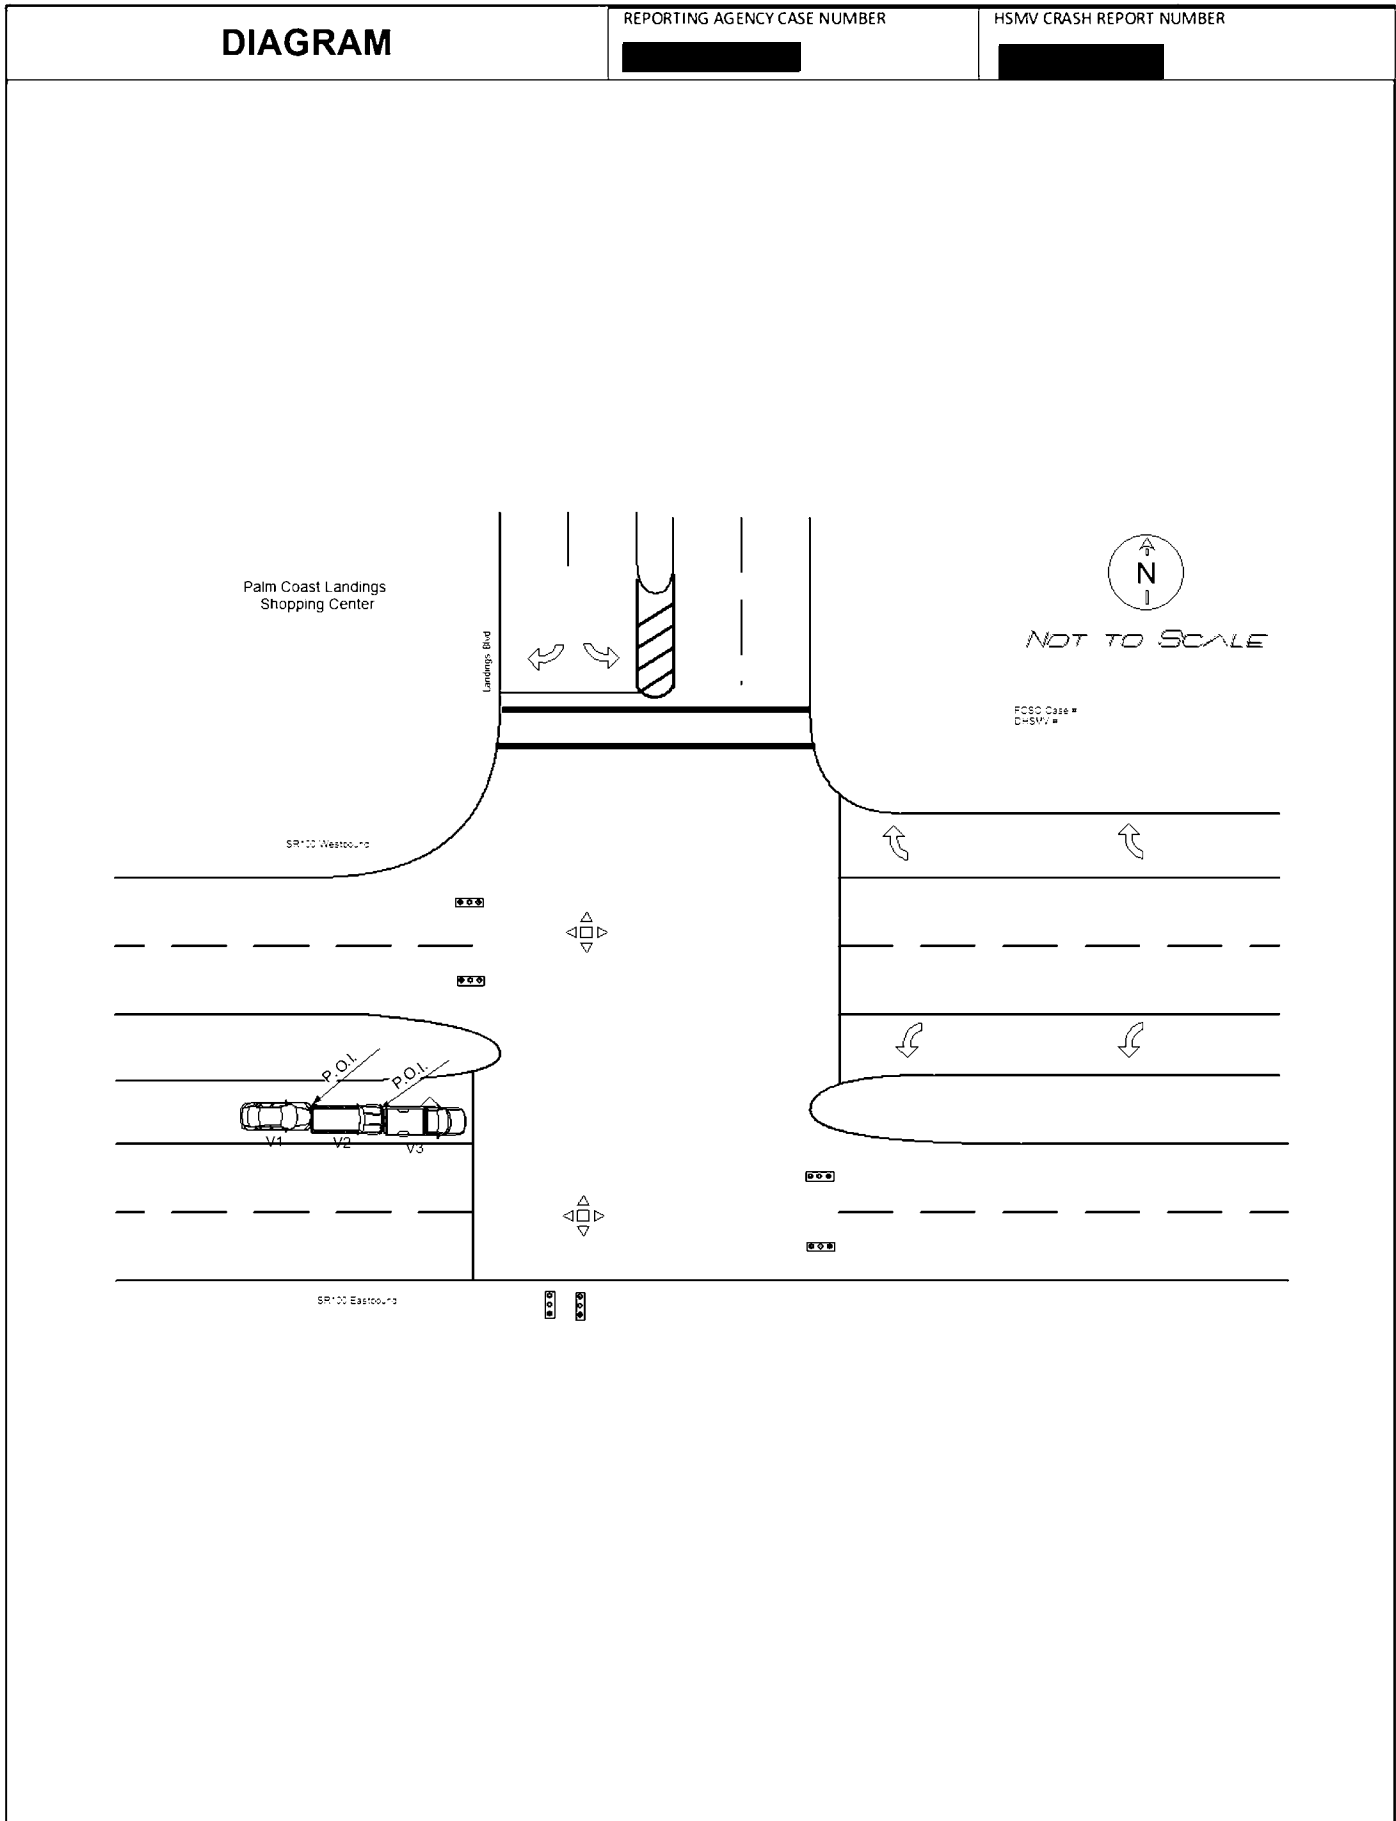 DIAGRAM
REPORTING AGENCY CASE NUMBER
HSMV CRASH REPORT NUMBER
Palm Coast Landings
Shopping Center
Landings Blvd
N
NOT TO SCALE
FCSO Case #
DHSMV #
SR100 Westbound
P.O.I.
P.O.I.
V1
V2
V3
SR100 Eastbound